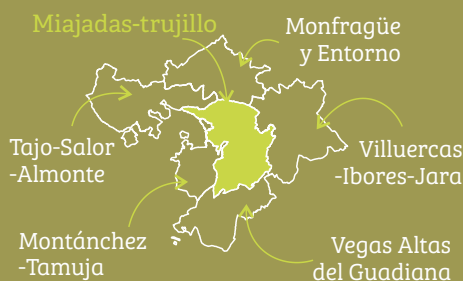 Miajadas-trujillo
Monfragüe
y Entorno
Tajo-Salor
-Almonte
Villuercas
-Ibores-Jara
Montánchez
-Tamuja
Vegas Altas
del Guadiana